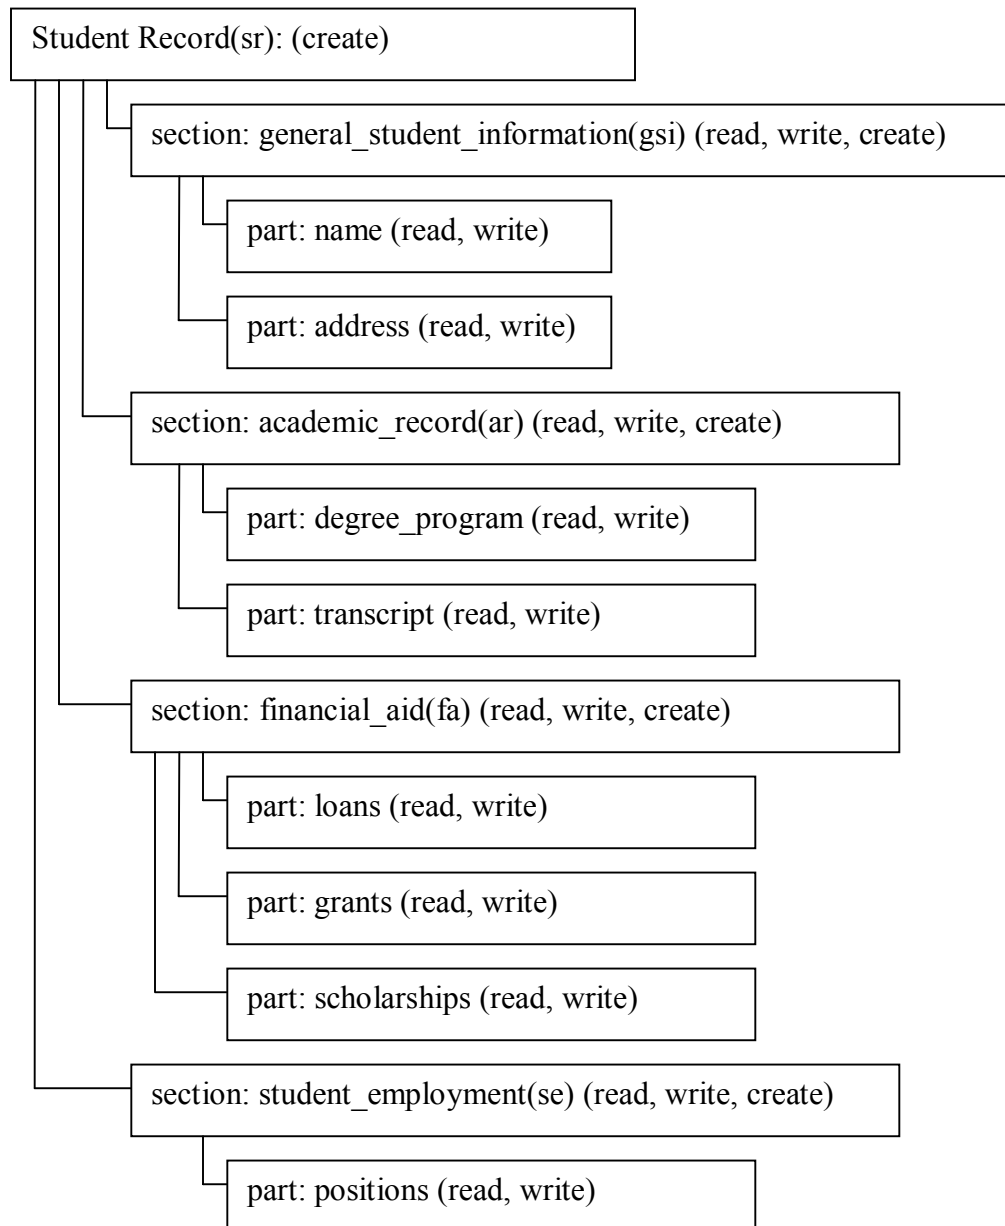 Student Record(sr): (create)
section: general_student_information(gsi) (read, write, create)
part: name (read, write)
part: address (read, write)
section: academic_record(ar) (read, write, create)
part: degree_program (read, write)
part: transcript (read, write)
section: financial_aid(fa) (read, write, create)
part: loans (read, write)
part: grants (read, write)
part: scholarships (read, write)
section: student_employment(se) (read, write, create)
part: positions (read, write)